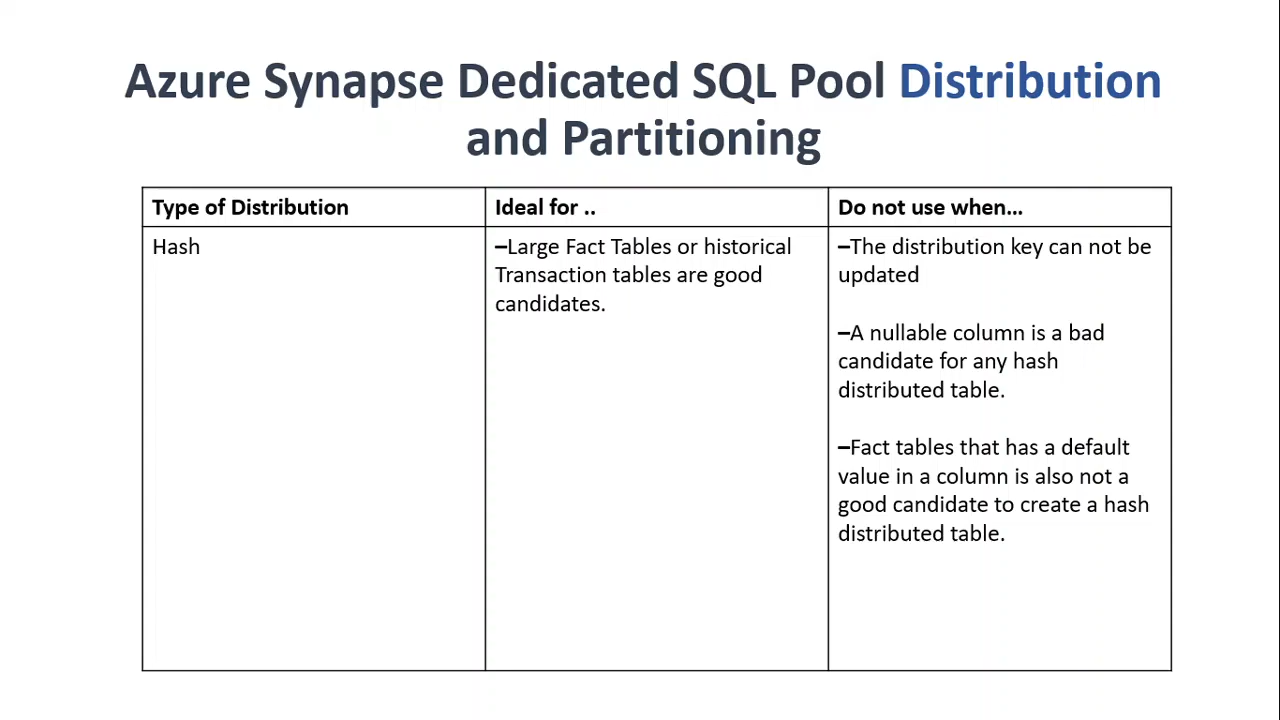 Azure Synapse Dedicated SQL Pool Distribution
and Partitioning
Type of Distribution
Ideal for ..
Do not use when...
Hash
–Large Fact Tables or historical
Transaction tables are good
candidates.
–The distribution key can not be
updated
–A nullable column is a bad
candidate for any hash
distributed table.
–Fact tables that has a default
value in a column is also not a
good candidate to create a hash
distributed table.